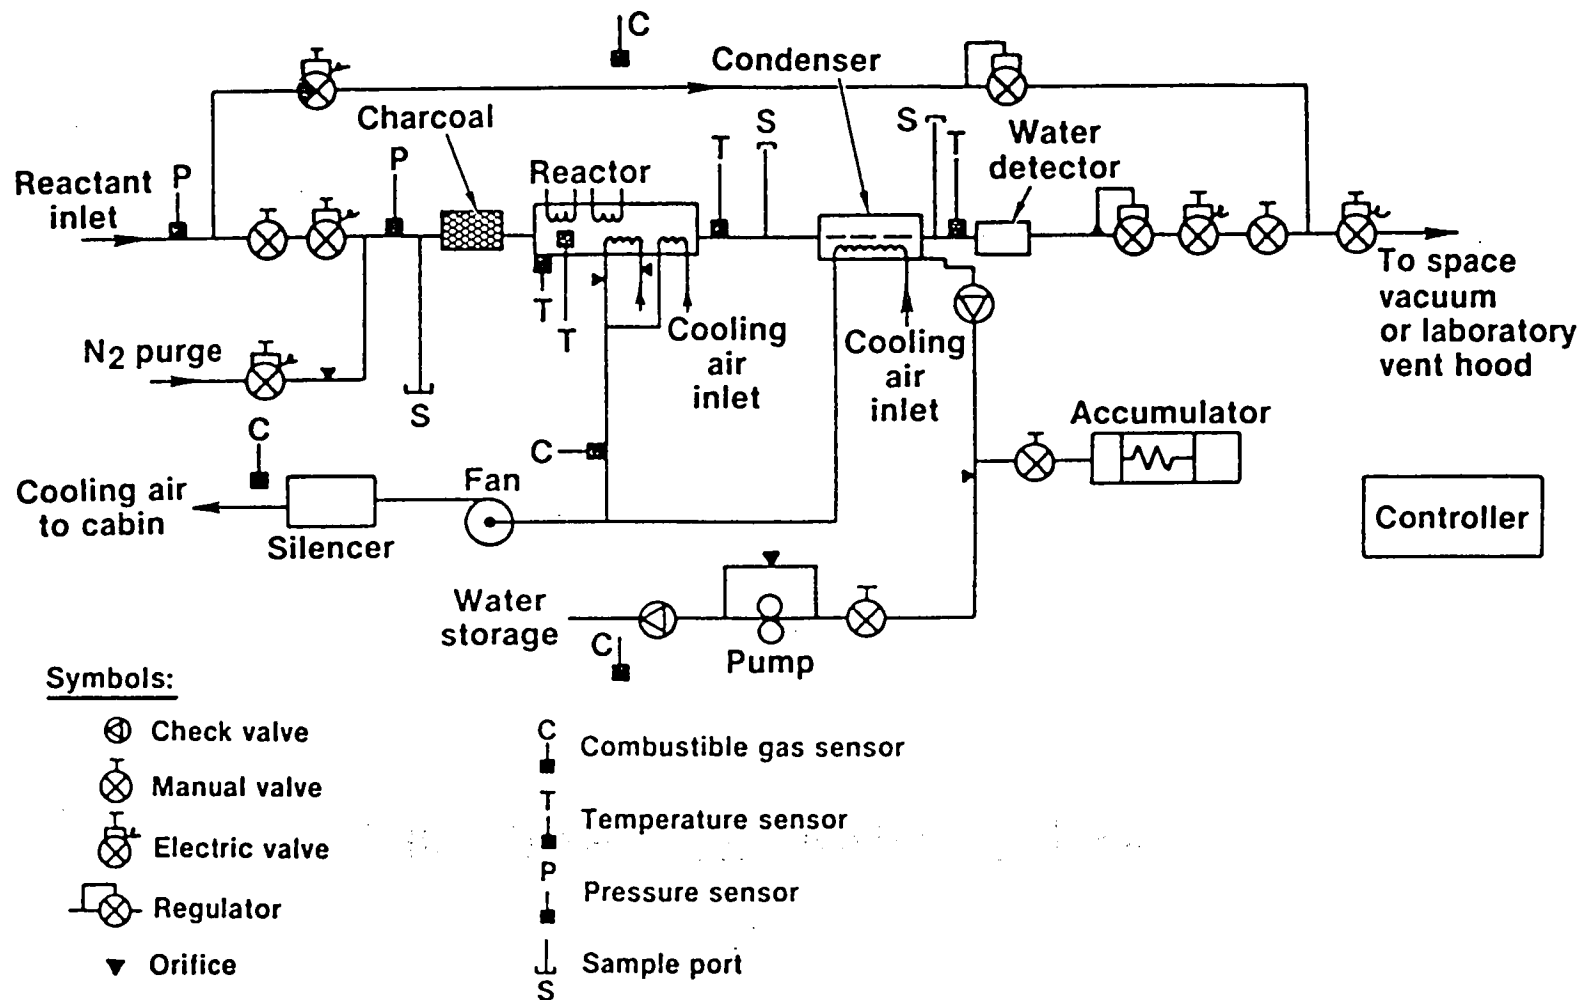 C
Condenser
Charcoal
S
S
T
Water
detector
T
P
P
Reactor
Reactant
inlet
To space
vacuum
or laboratory
vent hood
T
T
Cooling
air
inlet
Cooling
air
inlet
N2 purge
S
C
C
Accumulator
Cooling air
to cabin
Fan
Silencer
Controller
Water
storage
C
Pump
Symbols:
Check valve
Manual valve
Electric valve
Regulator
Orifice
C
Combustible gas sensor
T
Temperature sensor
P
Pressure sensor
Sample port
S